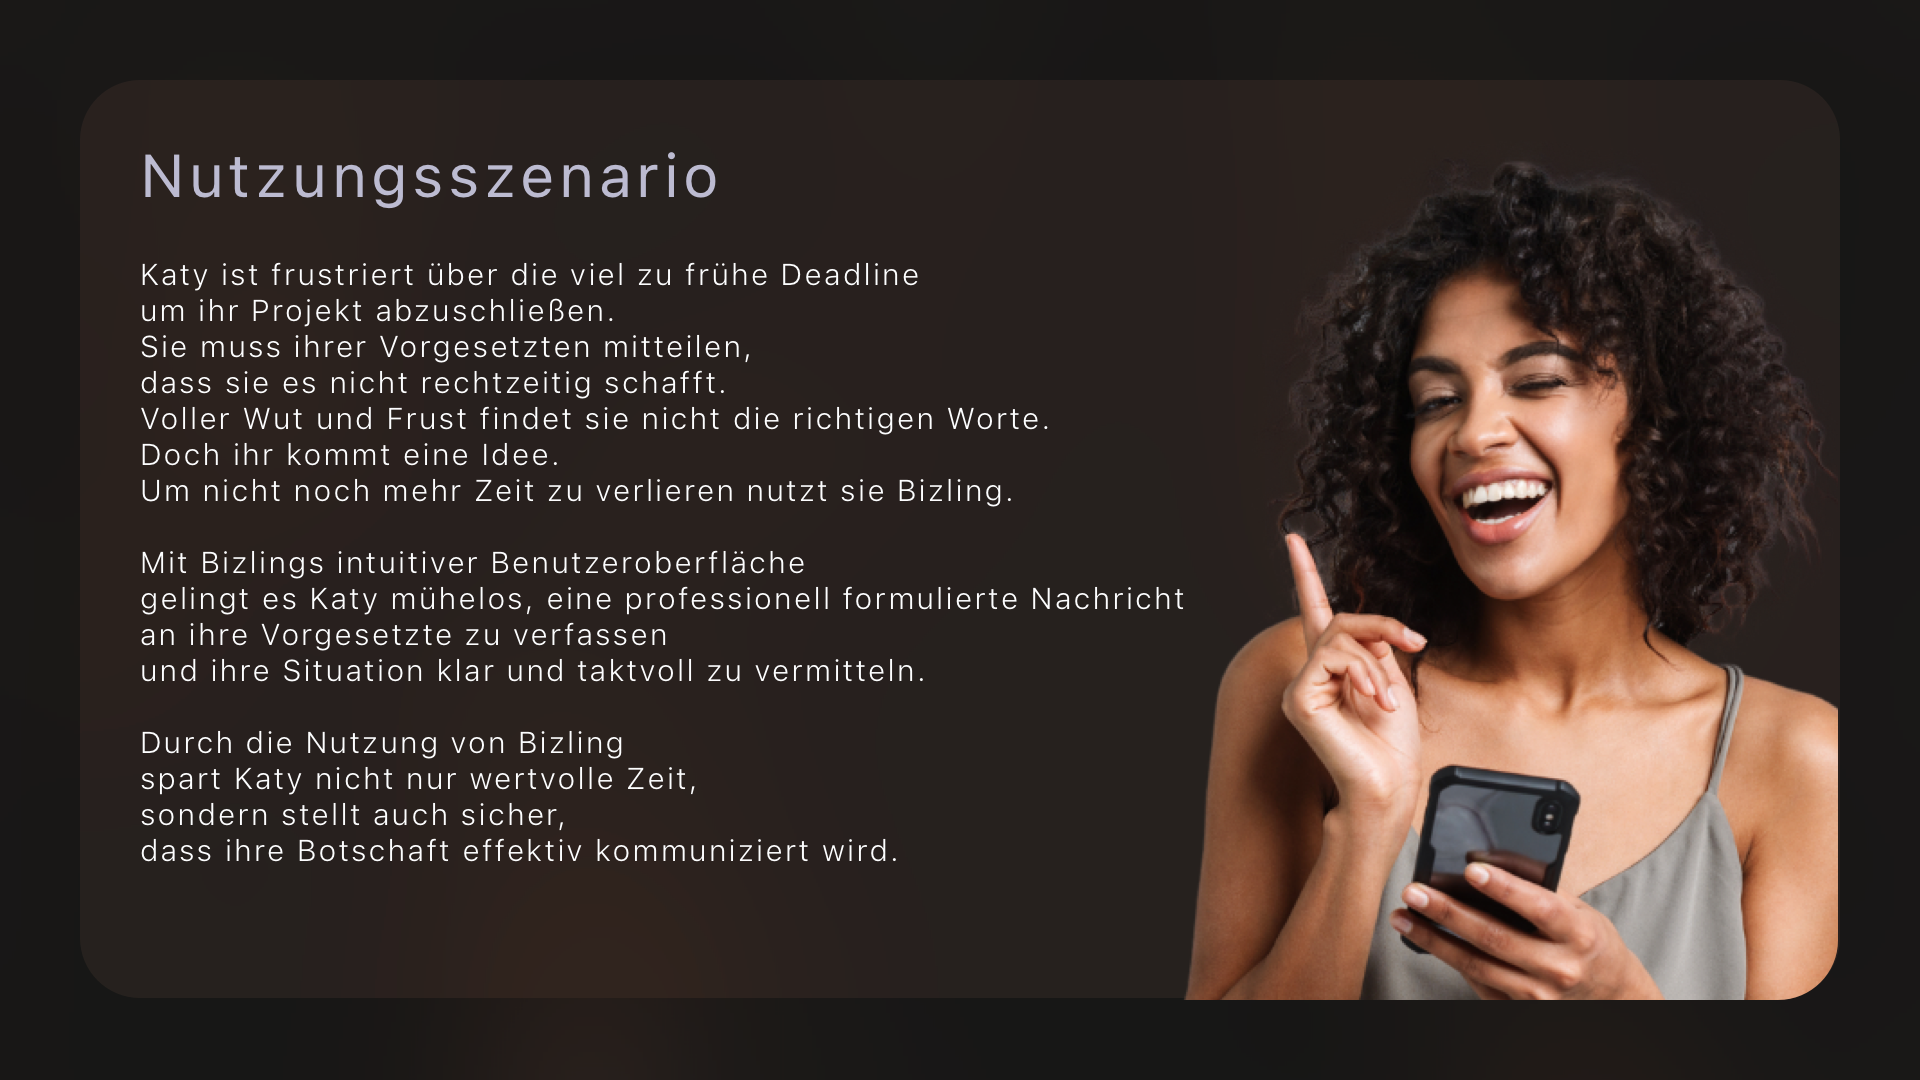 Nutzungsszenario
Katy ist frustriert über die viel zu frühe Deadline
um ihr Projekt abzuschließen.
Sie muss ihrer Vorgesetzten mitteilen,
dass sie es nicht rechtzeitig schafft.
Voller Wut und Frust findet sie nicht die richtigen Worte.
Doch ihr kommt eine Idee.
Um nicht noch mehr Zeit zu verlieren nutzt sie Bizling.
Mit Bizlings intuitiver Benutzeroberfläche
gelingt es Katy mühelos, eine professionell formulierte Nachricht
an ihre Vorgesetzte zu verfassen
und ihre Situation klar und taktvoll zu vermitteln.
Durch die Nutzung von Bizling
spart Katy nicht nur wertvolle Zeit,
sondern stellt auch sicher,
dass ihre Botschaft effektiv kommuniziert wird.